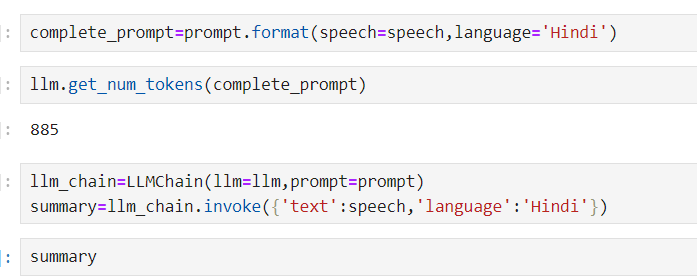 ]: complete_prompt=prompt.format(speech=speech,language='Hindi')
]: llm.get_num_tokens(complete_prompt)
]: 885
]: llm_chain=LLMChain(llm=llm,prompt=prompt)
summary=llm_chain.invoke({'text':speech,'language':'Hindi'})
]: summary